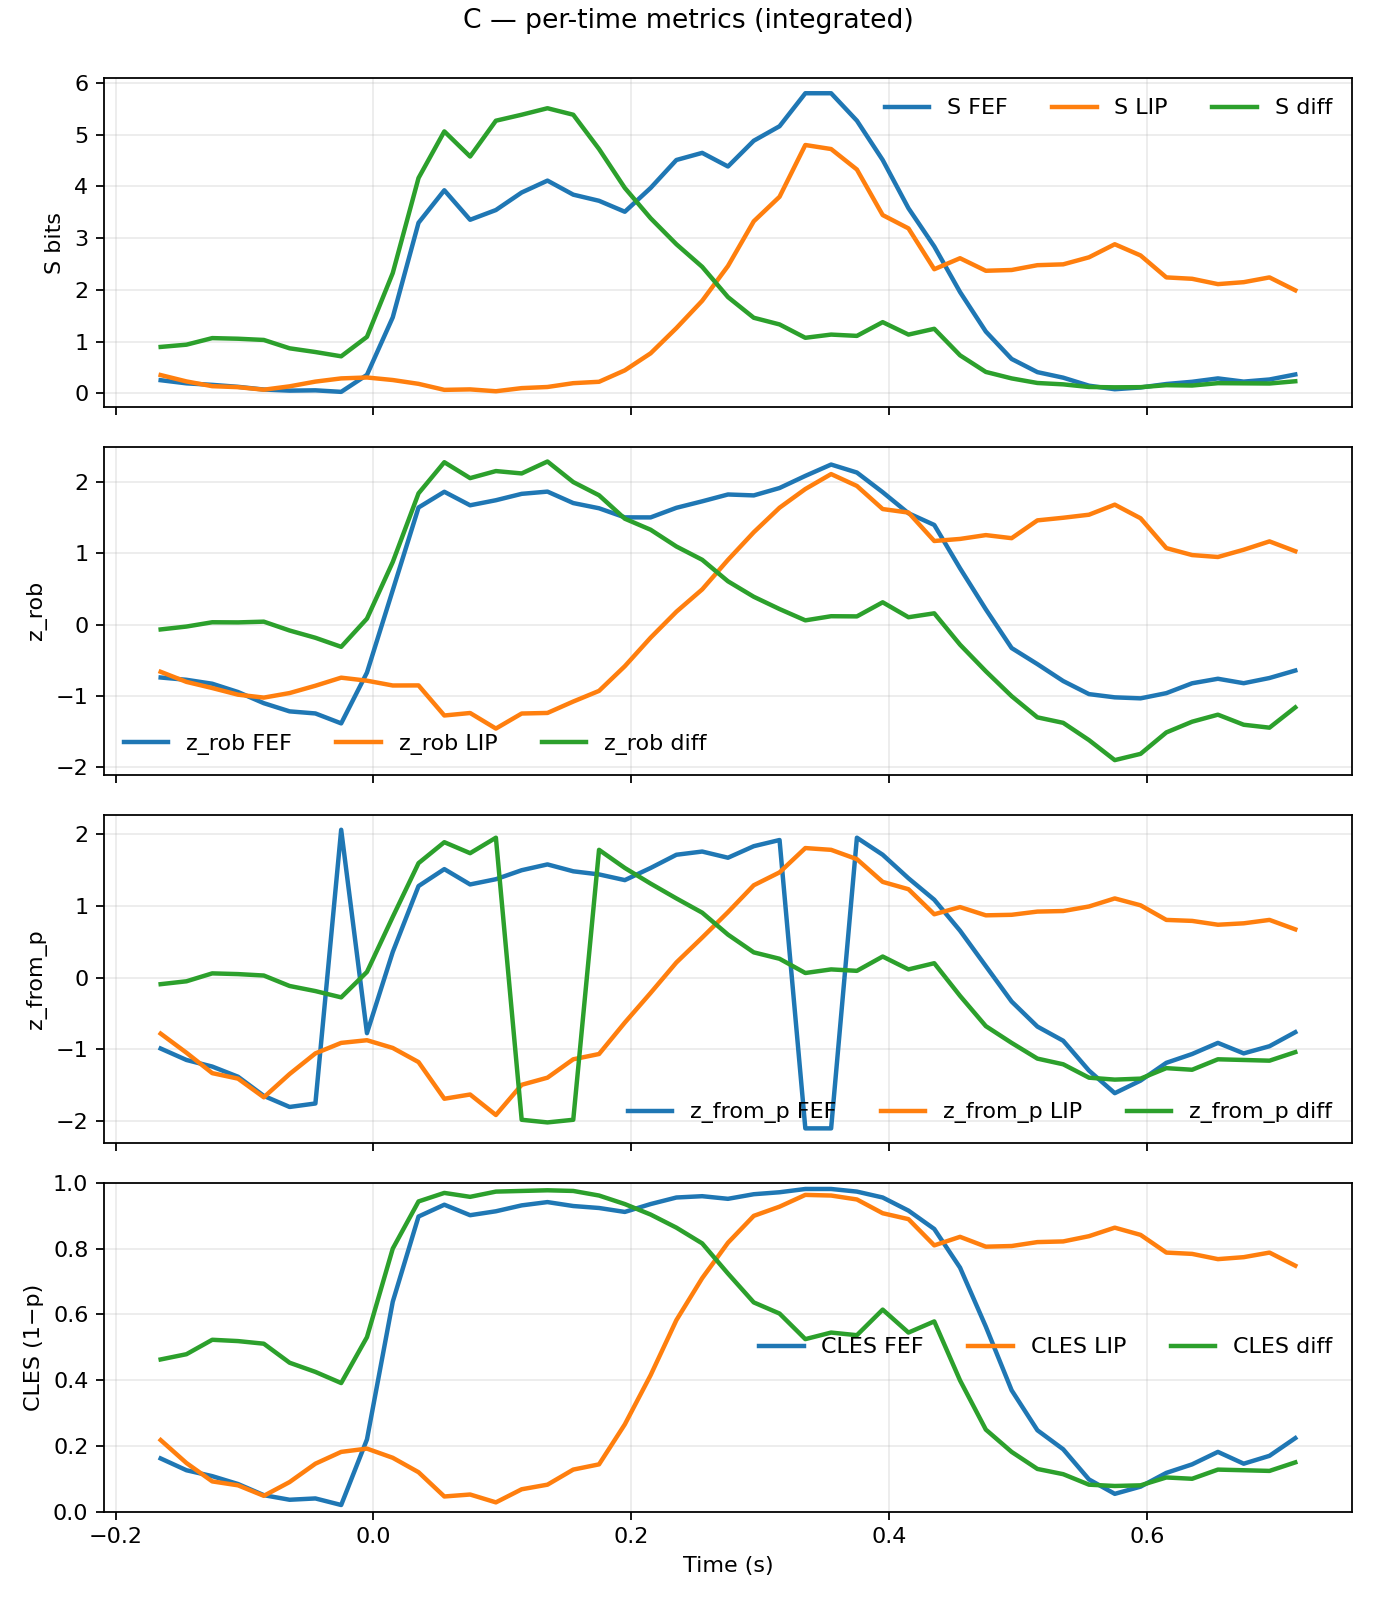 C — per-time metrics (integrated)
6
5
4
3
2
1
0
S bits
S FEF S LIP S diff
2
1
0
−1
−2
z_rob
z_rob FEF z_rob LIP z_rob diff
2
1
0
−1
−2
z_from_p
z_from_p FEF z_from_p LIP z_from_p diff
1.0
0.8
0.6
0.4
0.2
0.0
CLES (1−p)
CLES FEF CLES LIP CLES diff
−0.2 0.0 0.2 0.4 0.6
Time (s)